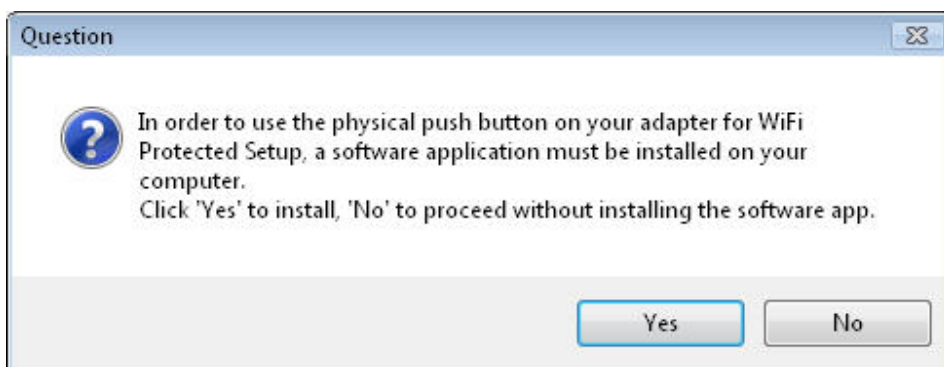 Question
In order to use the physical push button on your adapter for WiFi
Protected Setup, a software application must be installed on your
computer.
Click 'Yes' to install, 'No' to proceed without installing the software app.
Yes
No